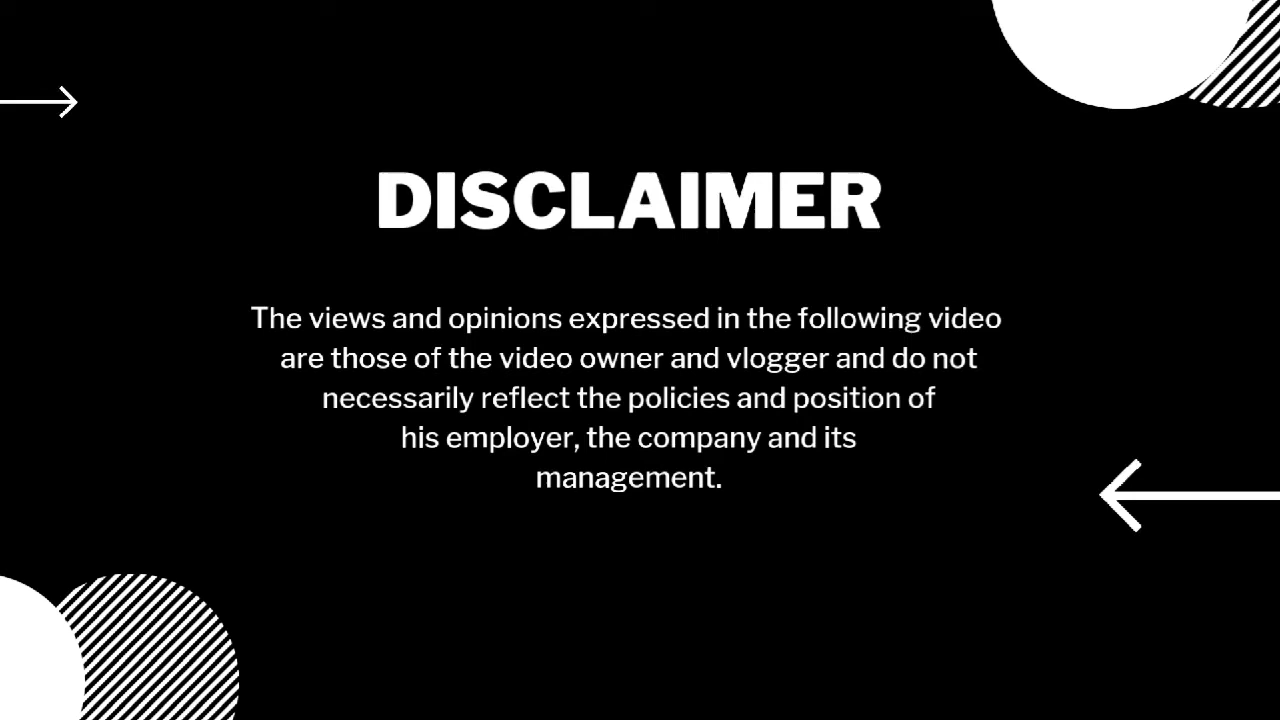 DISCLAIMER
The views and opinions expressed in the following video
are those of the video owner and vlogger and do not
necessarily reflect the policies and position of
his employer, the company and its
management.